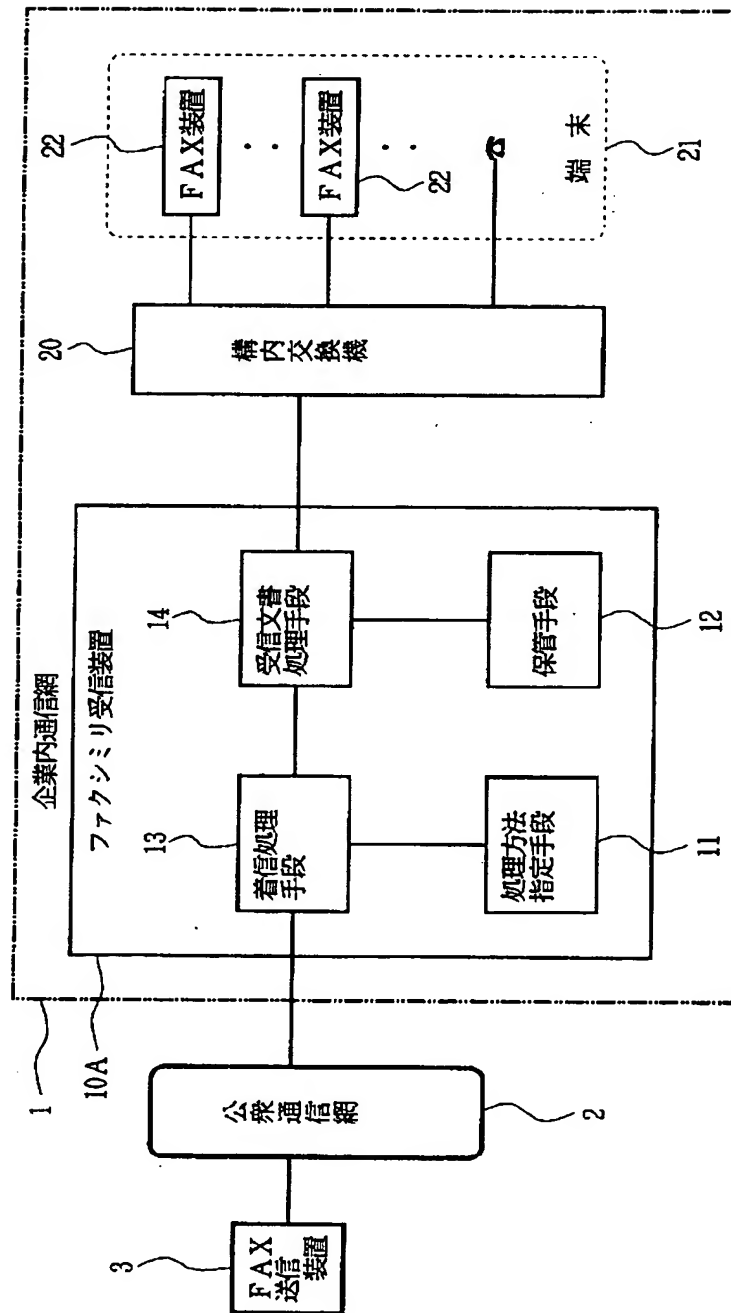 企業内通信網
1
ファクシミリ受信装置
10A
3
FAX
送信
装置
公衆通信網
2
13
着信処理
手段
14
受信文書
処理手段
処理方法
指定手段
11
保管手段
12
20
構内交換機
22
FAX装置
FAX装置
22
端末
21